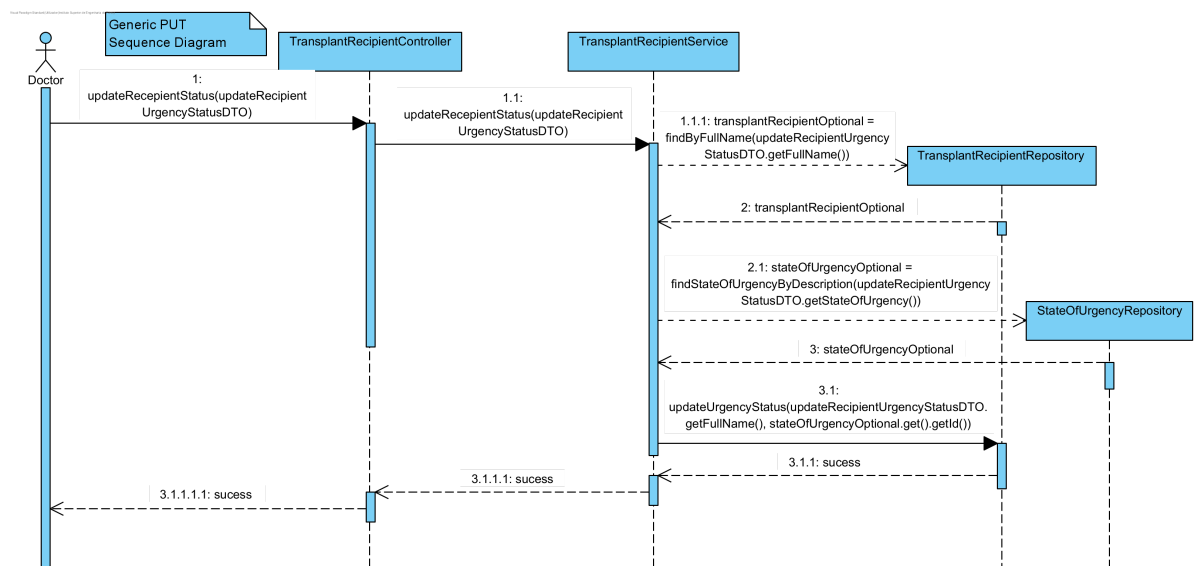 Generic PUT
Sequence Diagram
Doctor
TransplantRecipientController
TransplantRecipientService
1:
updateRecepientStatus(updateRecipient
UrgencyStatusDTO)
1.1:
updateRecepientStatus(updateRecipient
UrgencyStatusDTO)
1.1.1: transplantRecipientOptional =
findByFullName(updateRecipientUrgency
StatusDTO.getFullName())
TransplantRecipientRepository
2: transplantRecipientOptional
2.1: stateOfUrgencyOptional =
findStateOfUrgencyByDescription(updateRecipientUrgency
StatusDTO.getStateOfUrgency())
StateOfUrgencyRepository
3: stateOfUrgencyOptional
3.1:
updateUrgencyStatus(updateRecipientUrgencyStatusDTO.
getFullName(), stateOfUrgencyOptional.get().getId())
3.1.1: sucess
3.1.1.1: sucess
3.1.1.1.1: sucess